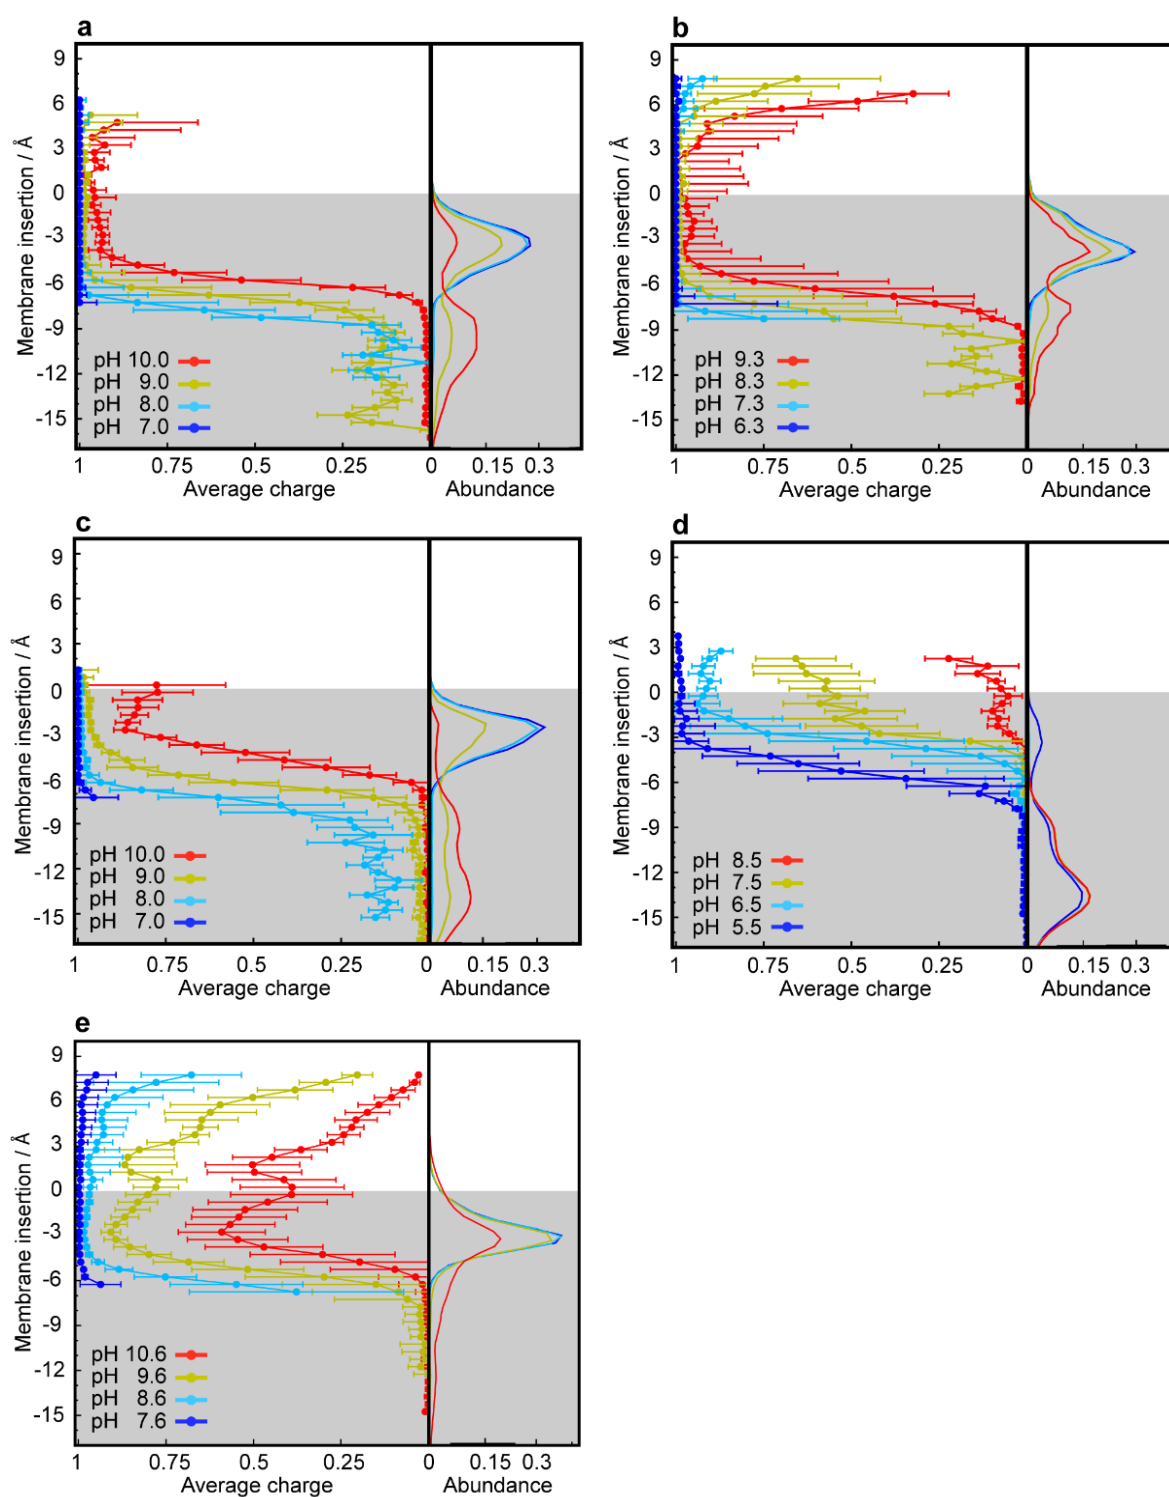 a
9
6
3
0
-3
-6
-9
-12
-15
Membrane insertion / Å
pH 10.0
pH 9.0
pH 8.0
pH 7.0
1 0.75 0.5 0.25 0 0.15 0.3
Average charge Abundance
b
9
6
3
0
-3
-6
-9
-12
-15
Membrane insertion / Å
pH 9.3
pH 8.3
pH 7.3
pH 6.3
1 0.75 0.5 0.25 0 0.15 0.3
Average charge Abundance
c
9
6
3
0
-3
-6
-9
-12
-15
Membrane insertion / Å
pH 10.0
pH 9.0
pH 8.0
pH 7.0
1 0.75 0.5 0.25 0 0.15 0.3
Average charge Abundance
d
9
6
3
0
-3
-6
-9
-12
-15
Membrane insertion / Å
pH 8.5
pH 7.5
pH 6.5
pH 5.5
1 0.75 0.5 0.25 0 0.15 0.3
Average charge Abundance
e
9
6
3
0
-3
-6
-9
-12
-15
Membrane insertion / Å
pH 10.6
pH 9.6
pH 8.6
pH 7.6
1 0.75 0.5 0.25 0 0.15 0.3
Average charge Abundance